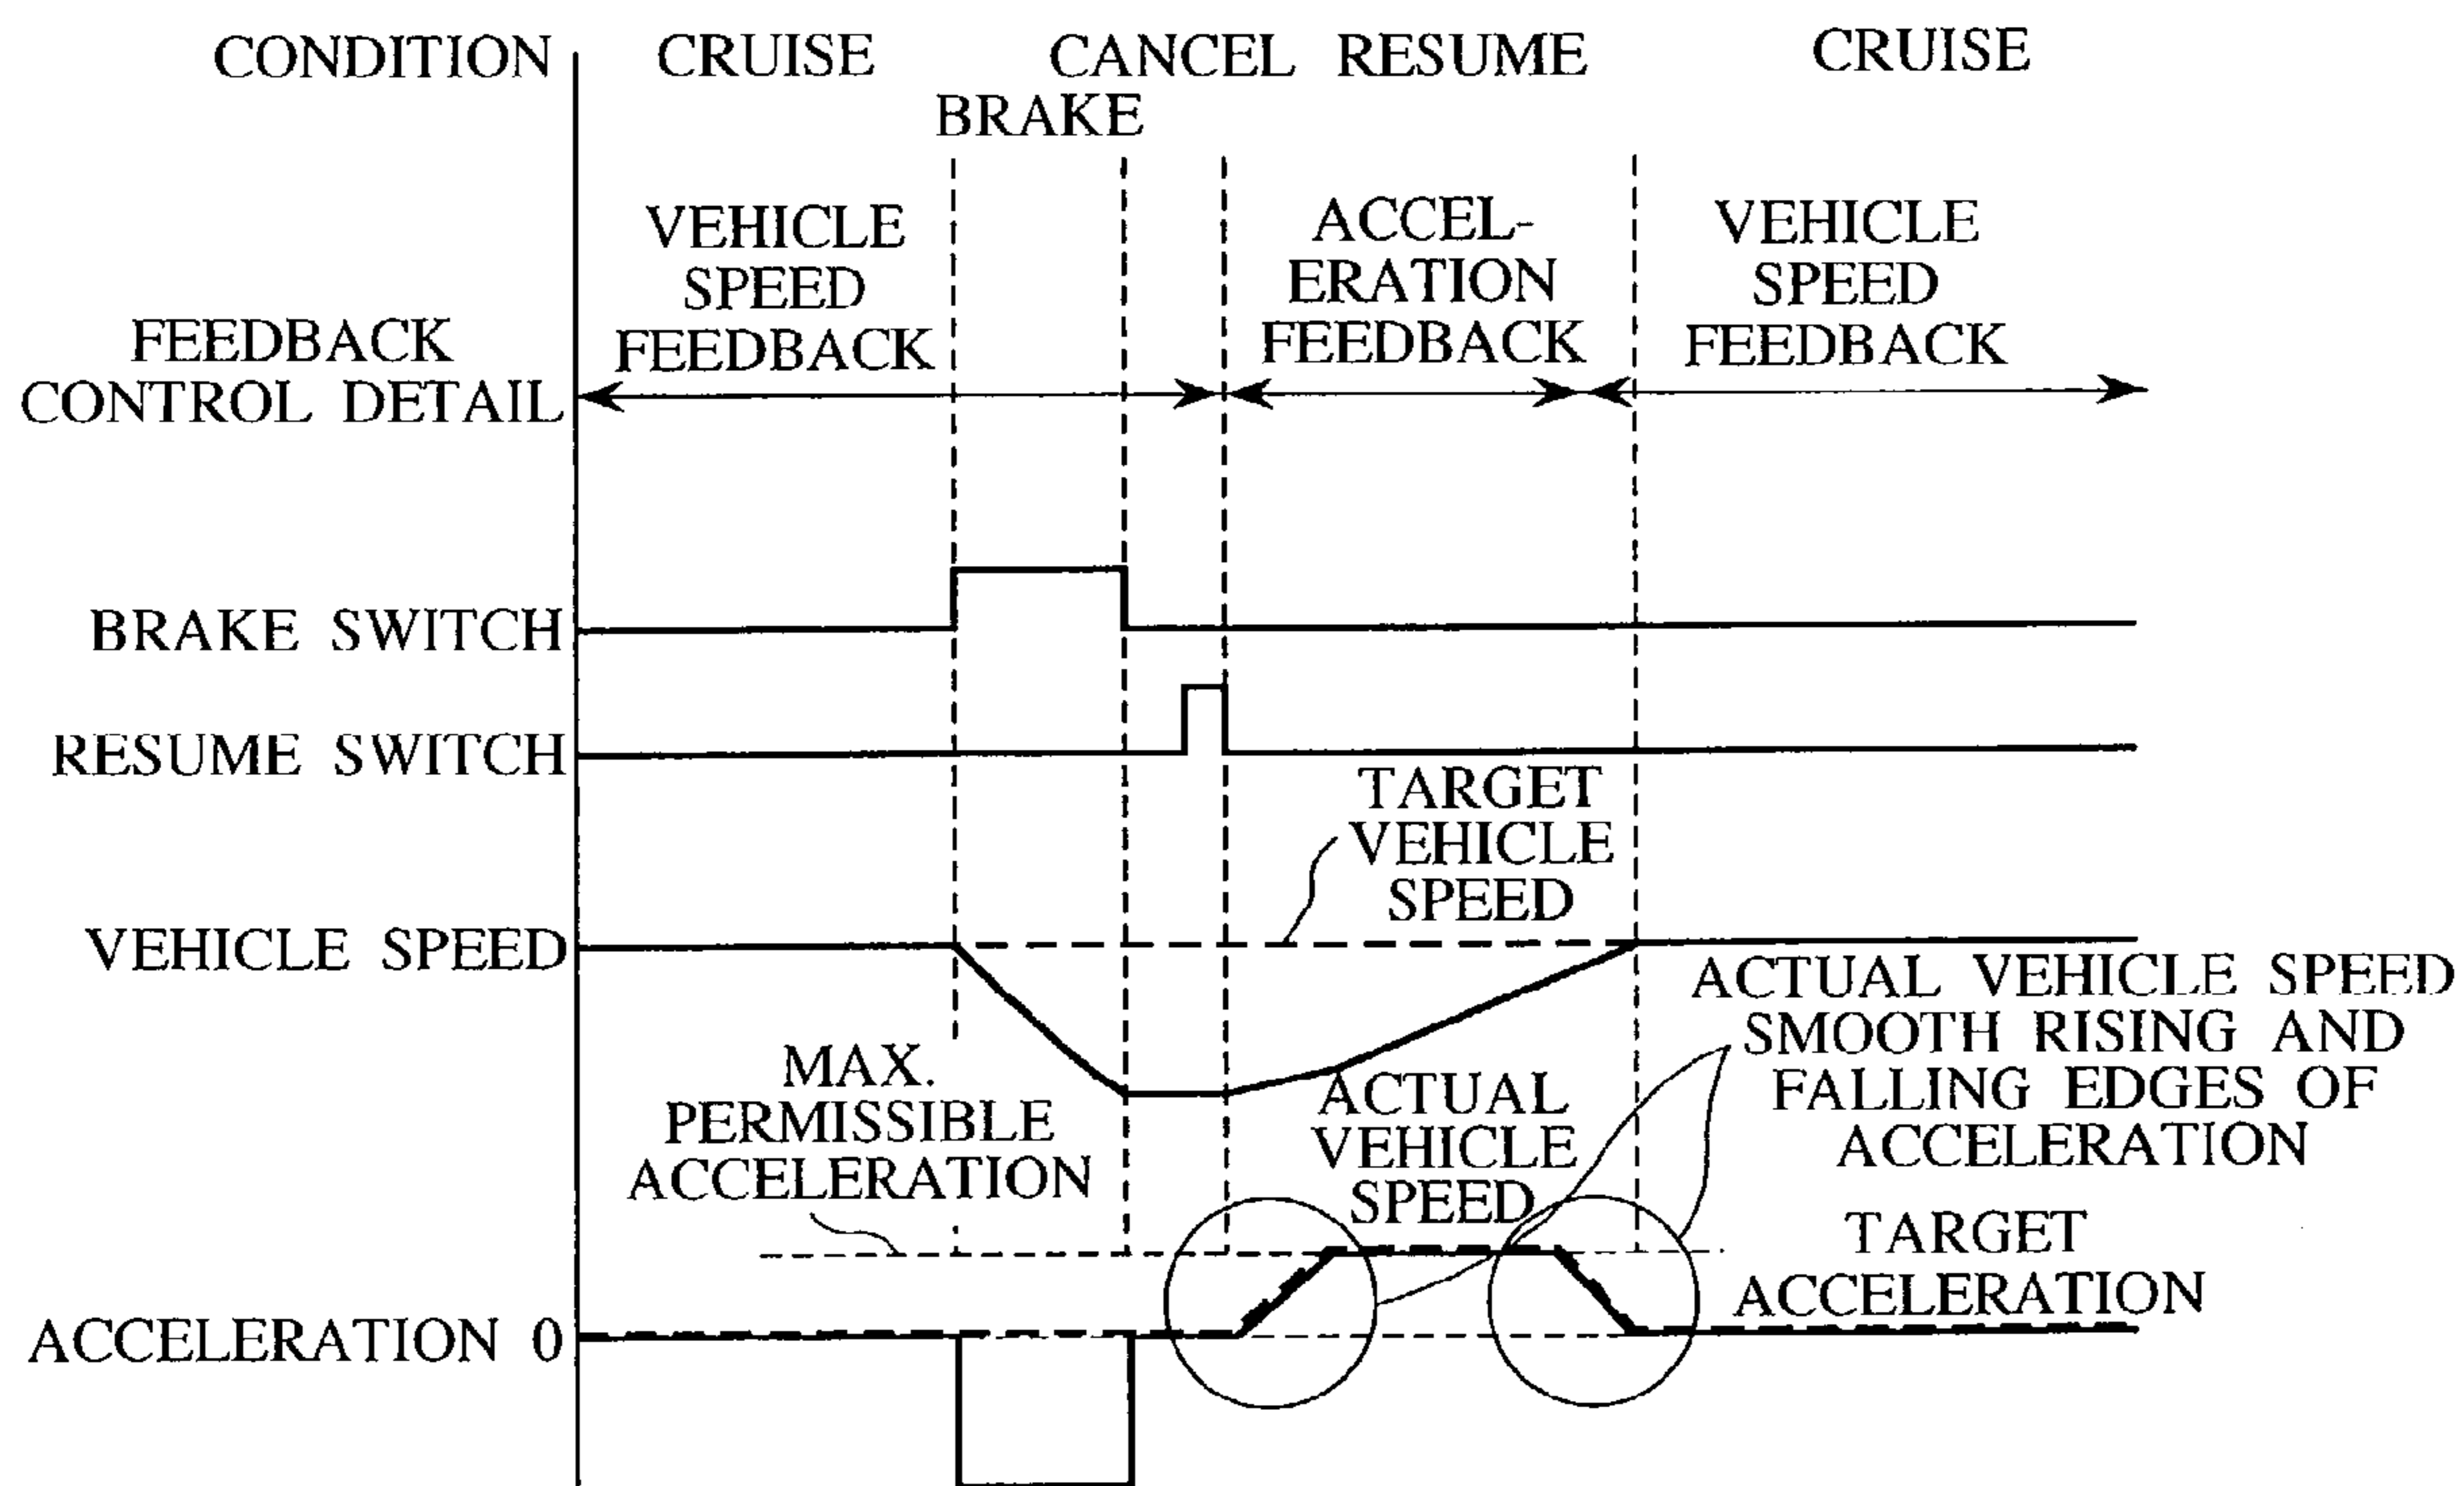 CONDITION CRUISE CANCEL RESUME CRUISE
BRAKE
VEHICLE
SPEED
FEEDBACK
ACCEL-
ERATION
FEEDBACK
VEHICLE
SPEED
FEEDBACK
FEEDBACK
CONTROL DETAIL
BRAKE SWITCH
RESUME SWITCH
TARGET
VEHICLE
SPEED
VEHICLE SPEED
ACTUAL VEHICLE SPEED
SMOOTH RISING AND
FALLING EDGES OF
ACCELERATION
MAX.
PERMISSIBLE
ACCELERATION
ACTUAL
VEHICLE
SPEED
TARGET
ACCELERATION
ACCELERATION 0